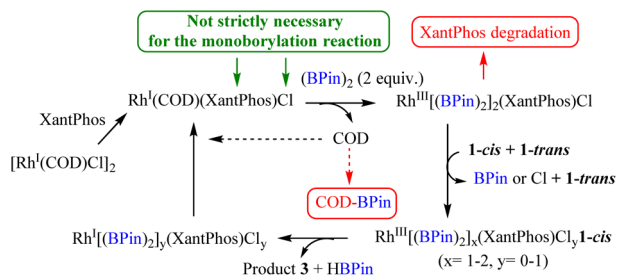 Not strictly necessary
for the monoborylation reaction
XantPhos degradation
(BPin)₂ (2 equiv.)
Rhᴵ(COD)(XantPhos)Cl
Rhᴵᴵᴵ[(BPin)₂]₂(XantPhos)Cl
XantPhos
COD
[Rhᴵ(COD)Cl]₂
1-cis + 1-trans
BPin or Cl + 1-trans
COD-BPin
Rhᴵ[(BPin)₂]y(XantPhos)Cly
Rhᴵᴵᴵ[(BPin)₂]x(XantPhos)Cly1-cis
(x= 1-2, y= 0-1)
Product 3 + HBPin